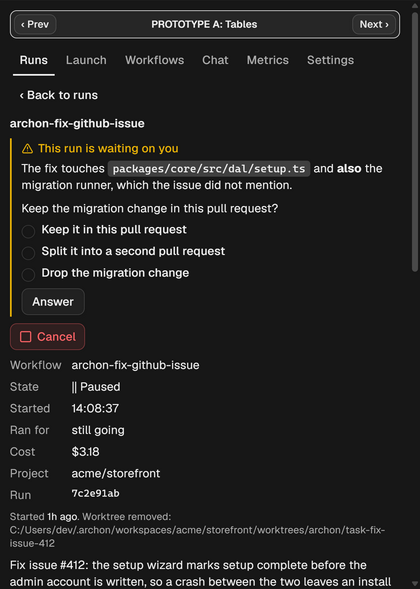 ‹ Prev
PROTOTYPE A: Tables
Next ›
Runs Launch Workflows Chat Metrics Settings
‹ Back to runs
archon-fix-github-issue
This run is waiting on you
The fix touches packages/core/src/dal/setup.ts and also the
migration runner, which the issue did not mention.
Keep the migration change in this pull request?
Keep it in this pull request
Split it into a second pull request
Drop the migration change
Answer
Cancel
Workflow archon-fix-github-issue
State || Paused
Started 14:08:37
Ran for still going
Cost $3.18
Project acme/storefront
Run 7c2e91ab
Started 1h ago. Worktree removed:
C:/Users/dev/.archon/workspaces/acme/storefront/worktrees/archon/task-fix-
issue-412
Fix issue #412: the setup wizard marks setup complete before the
admin account is written, so a crash between the two leaves an install